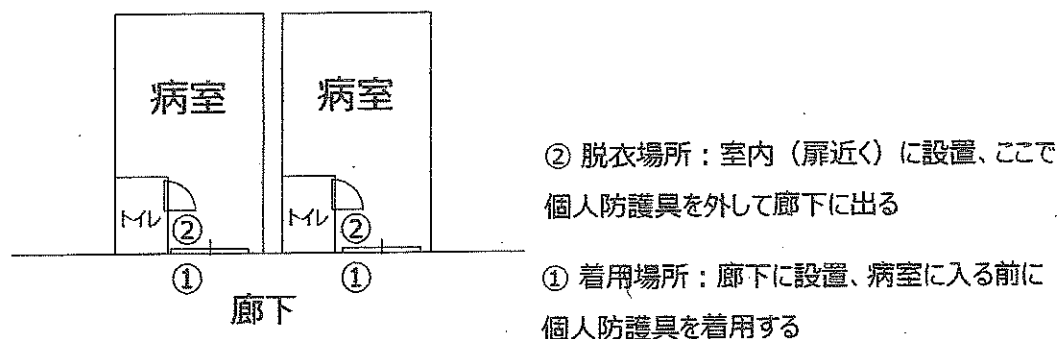 病室
病室
トイレ
②
トイレ
②
①
①
廊下
② 脱衣場所：室内（扉近く）に設置、ここで
個人防護具を外して廊下に出る
① 着用場所：廊下に設置、病室に入る前に
個人防護具を着用する